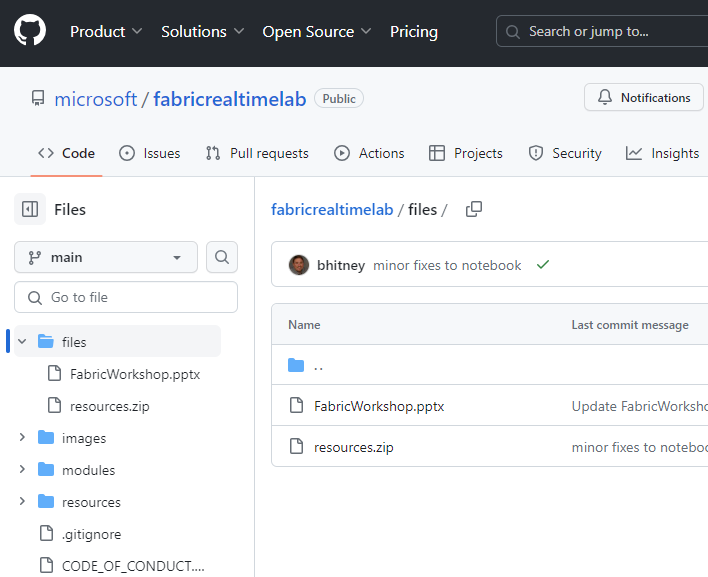 Product Solutions Open Source Pricing Search or jump to...
microsoft / fabricrealtimelab Public Notifications
Code Issues Pull requests Actions Projects Security Insights
Files
main
Go to file
files
FabricWorkshop.pptx
resources.zip
images
modules
resources
.gitignore
CODE_OF_CONDUCT....
fabricrealtimelab / files /
bhitney minor fixes to notebook
Name Last commit message
..
FabricWorkshop.pptx Update FabricWorksho
resources.zip minor fixes to noteboo